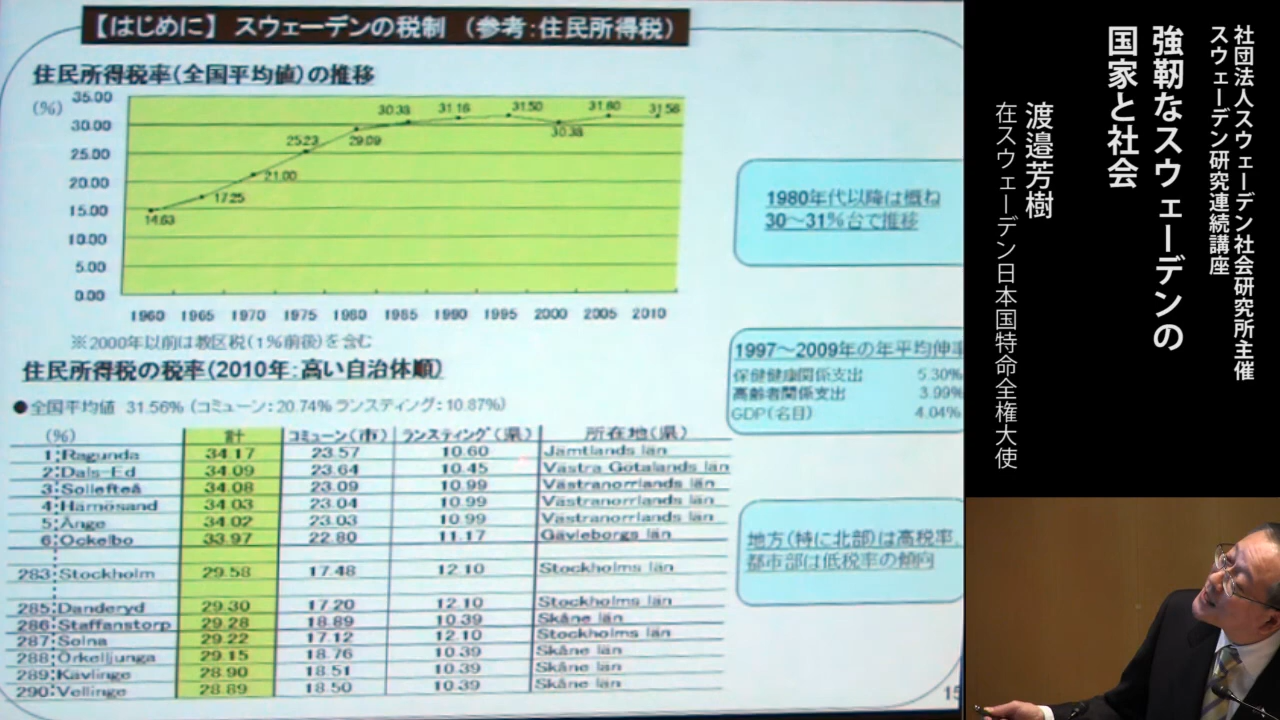 【はじめに】 スウェーデンの税制 （参考：住民所得税）
住民所得税率(全国平均値)の推移
(%)
35.00
30.00
25.00
20.00
15.00
10.00
5.00
0.00
14.63
17.25
21.00
25.23
29.09
30.38
31.16
31.50
30.38
31.60
31.56
1960 1965 1970 1975 1980 1985 1990 1995 2000 2005 2010
※2000年以前は教区税(1%前後)を含む
1980年代以降は概ね
30～31%台で推移
1997～2009年の年平均伸率
保健健康関係支出 5.30%
高齢者関係支出 3.99%
GDP(名目) 4.04%
地方(特に北部)は高税率、
都市部は低税率の傾向
住民所得税の税率(2010年：高い自治体順)
●全国平均値 31.56% (コミューン：20.74% ランスティング：10.87%)
(%) 計 コミューン(市) ランスティング(県) 所在地(県)
1:Ragunda 34.17 23.57 10.60 Jämtlands län
2:Dals-Ed 34.09 23.64 10.45 Västra Götalands län
3:Sollefteå 34.08 23.09 10.99 Västranorrlands län
4:Härnösand 34.03 23.04 10.99 Västranorrlands län
5:Ånge 34.02 23.03 10.99 Västranorrlands län
6:Ockelbo 33.97 22.80 11.17 Gävleborgs län
283:Stockholm 29.58 17.48 12.10 Stockholms län
285:Danderyd 29.30 17.20 12.10 Stockholms län
286:Staffanstorp 29.28 18.89 10.39 Skåne län
287:Solna 29.22 17.12 12.10 Stockholms län
288:Örkelljunga 29.15 18.76 10.39 Skåne län
289:Kävlinge 28.90 18.51 10.39 Skåne län
290:Vellinge 28.89 18.50 10.39 Skåne län
社団法人スウェーデン社会研究所主催
スウェーデン研究連続講座
強靭なスウェーデンの
国家と社会
渡邉芳樹
在スウェーデン日本国特命全権大使